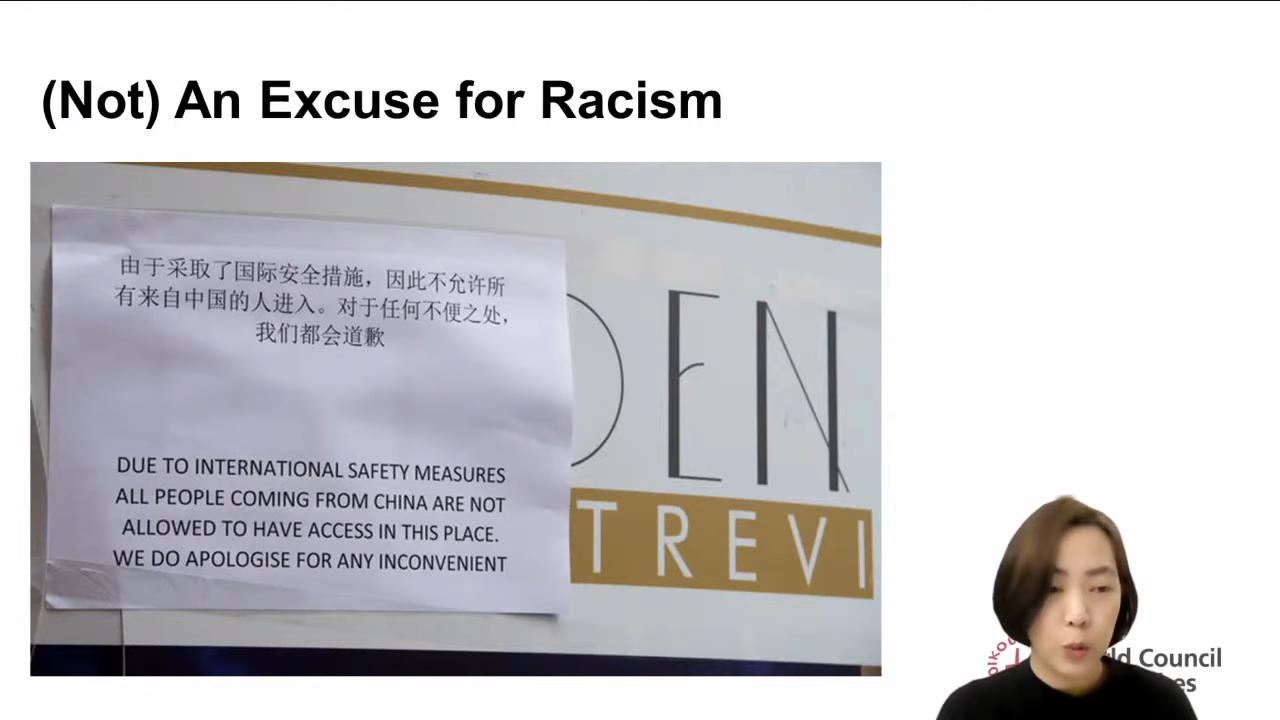 (Not) An Excuse for Racism
由于采取了国际安全措施，因此不允许所
有来自中国的人进入。对于任何不便之处，
我们都会道歉
DUE TO INTERNATIONAL SAFETY MEASURES
ALL PEOPLE COMING FROM CHINA ARE NOT
ALLOWED TO HAVE ACCESS IN THIS PLACE.
WE DO APOLOGISE FOR ANY INCONVENIENT
DEN
TREVI
Council